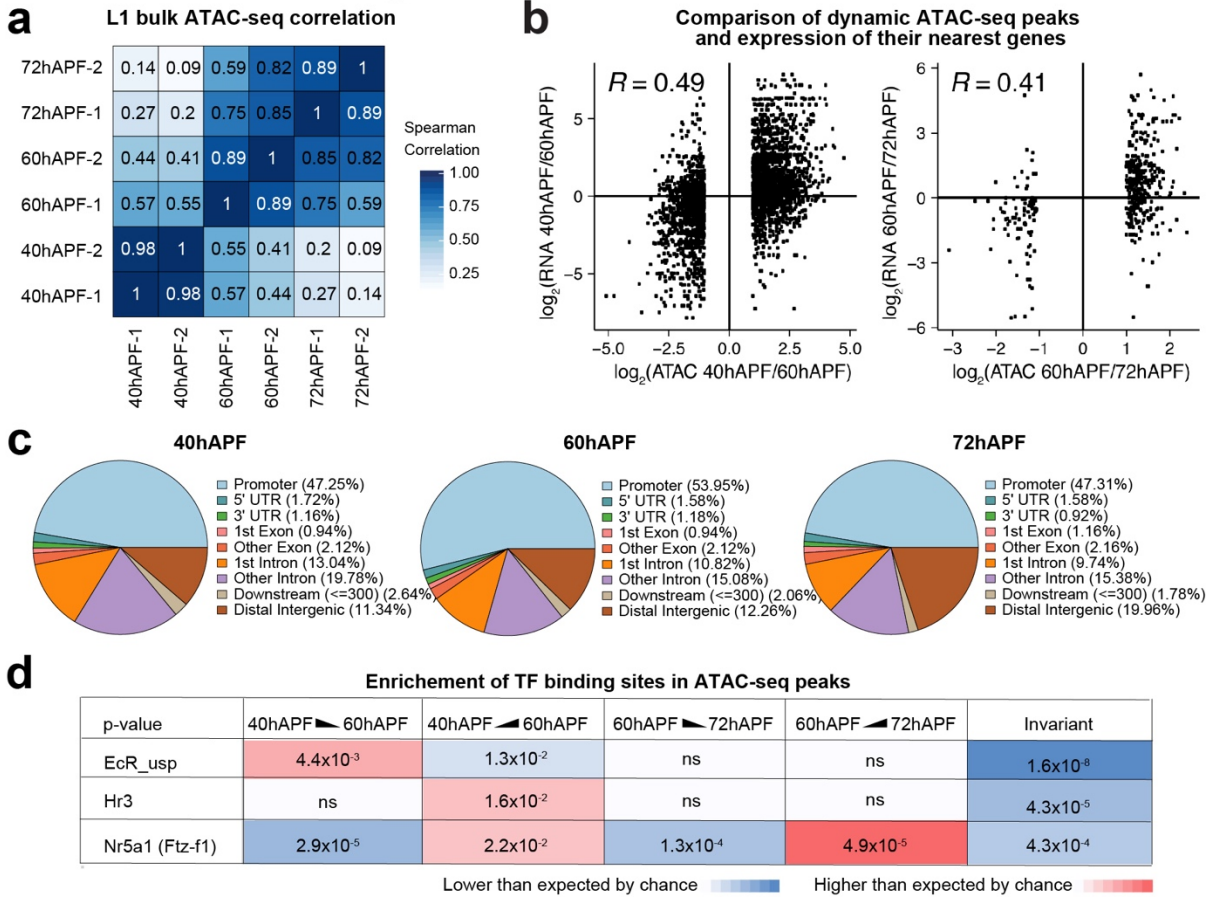 a
L1 bulk ATAC-seq correlation
72hAPF-2 0.14 0.09 0.59 0.82 0.89 1
72hAPF-1 0.27 0.2 0.75 0.85 1 0.89
60hAPF-2 0.44 0.41 0.89 1 0.85 0.82
60hAPF-1 0.57 0.55 1 0.89 0.75 0.59
40hAPF-2 0.98 1 0.55 0.41 0.2 0.09
40hAPF-1 1 0.98 0.57 0.44 0.27 0.14
40hAPF-1 40hAPF-2 60hAPF-1 60hAPF-2 72hAPF-1 72hAPF-2
Spearman
Correlation
1.00
0.75
0.50
0.25
b
Comparison of dynamic ATAC-seq peaks
and expression of their nearest genes
R = 0.49
log2(RNA 40hAPF/60hAPF)
5
0
−5
−5.0 −2.5 0.0 2.5 5.0
log2(ATAC 40hAPF/60hAPF)
R = 0.41
log2(RNA 60hAPF/72hAPF)
6
3
0
−3
−6
−3 −2 −1 0 1 2
log2(ATAC 60hAPF/72hAPF)
c
40hAPF
Promoter (47.25%)
5' UTR (1.72%)
3' UTR (1.16%)
1st Exon (0.94%)
Other Exon (2.12%)
1st Intron (13.04%)
Other Intron (19.78%)
Downstream (<=300) (2.64%)
Distal Intergenic (11.34%)
60hAPF
Promoter (53.95%)
5' UTR (1.58%)
3' UTR (1.18%)
1st Exon (0.94%)
Other Exon (2.12%)
1st Intron (10.82%)
Other Intron (15.08%)
Downstream (<=300) (2.06%)
Distal Intergenic (12.26%)
72hAPF
Promoter (47.31%)
5' UTR (1.58%)
3' UTR (0.92%)
1st Exon (1.16%)
Other Exon (2.16%)
1st Intron (9.74%)
Other Intron (15.38%)
Downstream (<=300) (1.78%)
Distal Intergenic (19.96%)
d
Enrichement of TF binding sites in ATAC-seq peaks
p-value 40hAPF 60hAPF 40hAPF 60hAPF 60hAPF 72hAPF 60hAPF 72hAPF Invariant
EcR_usp 4.4x10-3 1.3x10-2 ns ns 1.6x10-8
Hr3 ns 1.6x10-2 ns ns 4.3x10-5
Nr5a1 (Ftz-f1) 2.9x10-5 2.2x10-2 1.3x10-4 4.9x10-5 4.3x10-4
Lower than expected by chance Higher than expected by chance